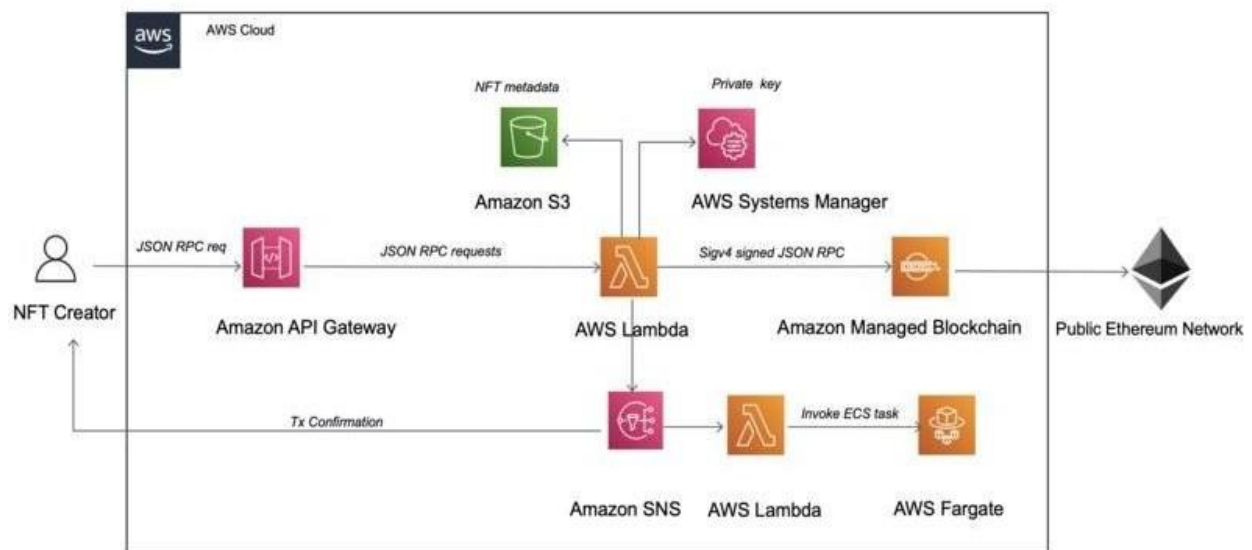 aws
AWS Cloud
NFT metadata
Private key
Amazon S3
AWS Systems Manager
JSON RPC req
JSON RPC requests
Sigv4 signed JSON RPC
NFT Creator
Amazon API Gateway
AWS Lambda
Amazon Managed Blockchain
Public Ethereum Network
Tx Confirmation
Invoke ECS task
Amazon SNS
AWS Lambda
AWS Fargate